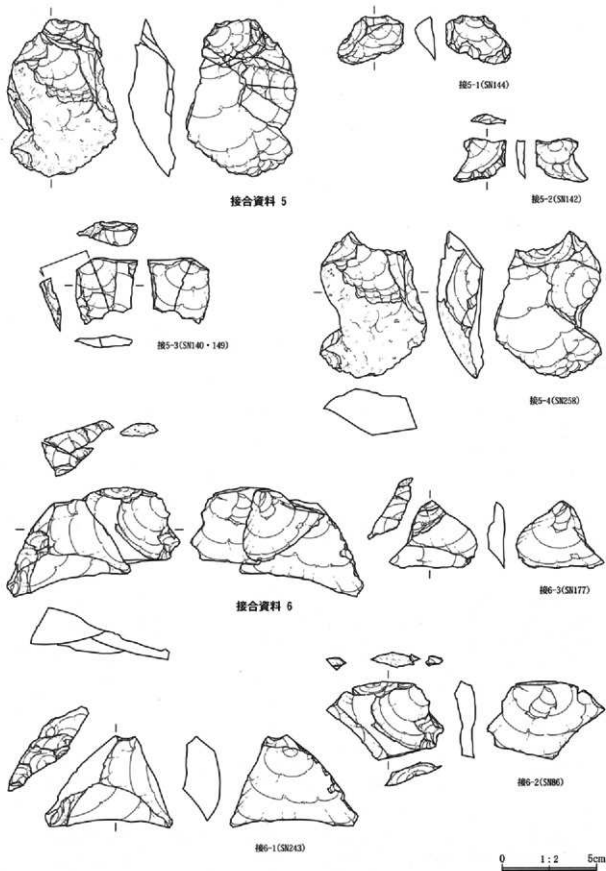 接5-1(SN144)
接合資料 5
接5-2(SN142)
接5-3(SN140・149)
接5-4(SN258)
接合資料 6
接6-3(SN177)
接6-2(SN86)
接6-1(SN243)
0 1:2 5cm